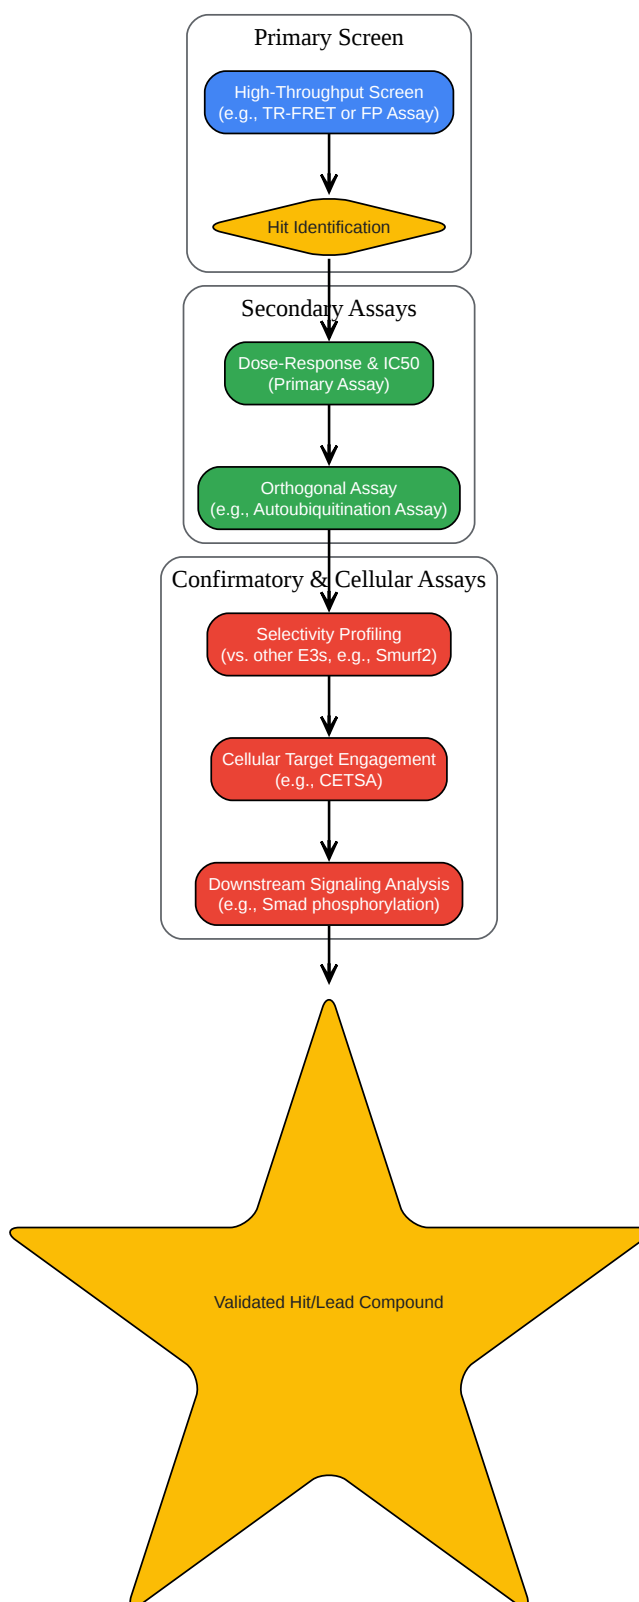 Primary Screen
High-Throughput Screen
(e.g., TR-FRET or FP Assay)
Hit Identification
Secondary Assays
Dose-Response & IC50
(Primary Assay)
Orthogonal Assay
(e.g., Autoubiquitination Assay)
Confirmatory & Cellular Assays
Selectivity Profiling
(vs. other E3s, e.g., Smurf2)
Cellular Target Engagement
(e.g., CETSA)
Downstream Signaling Analysis
(e.g., Smad phosphorylation)
Validated Hit/Lead Compound